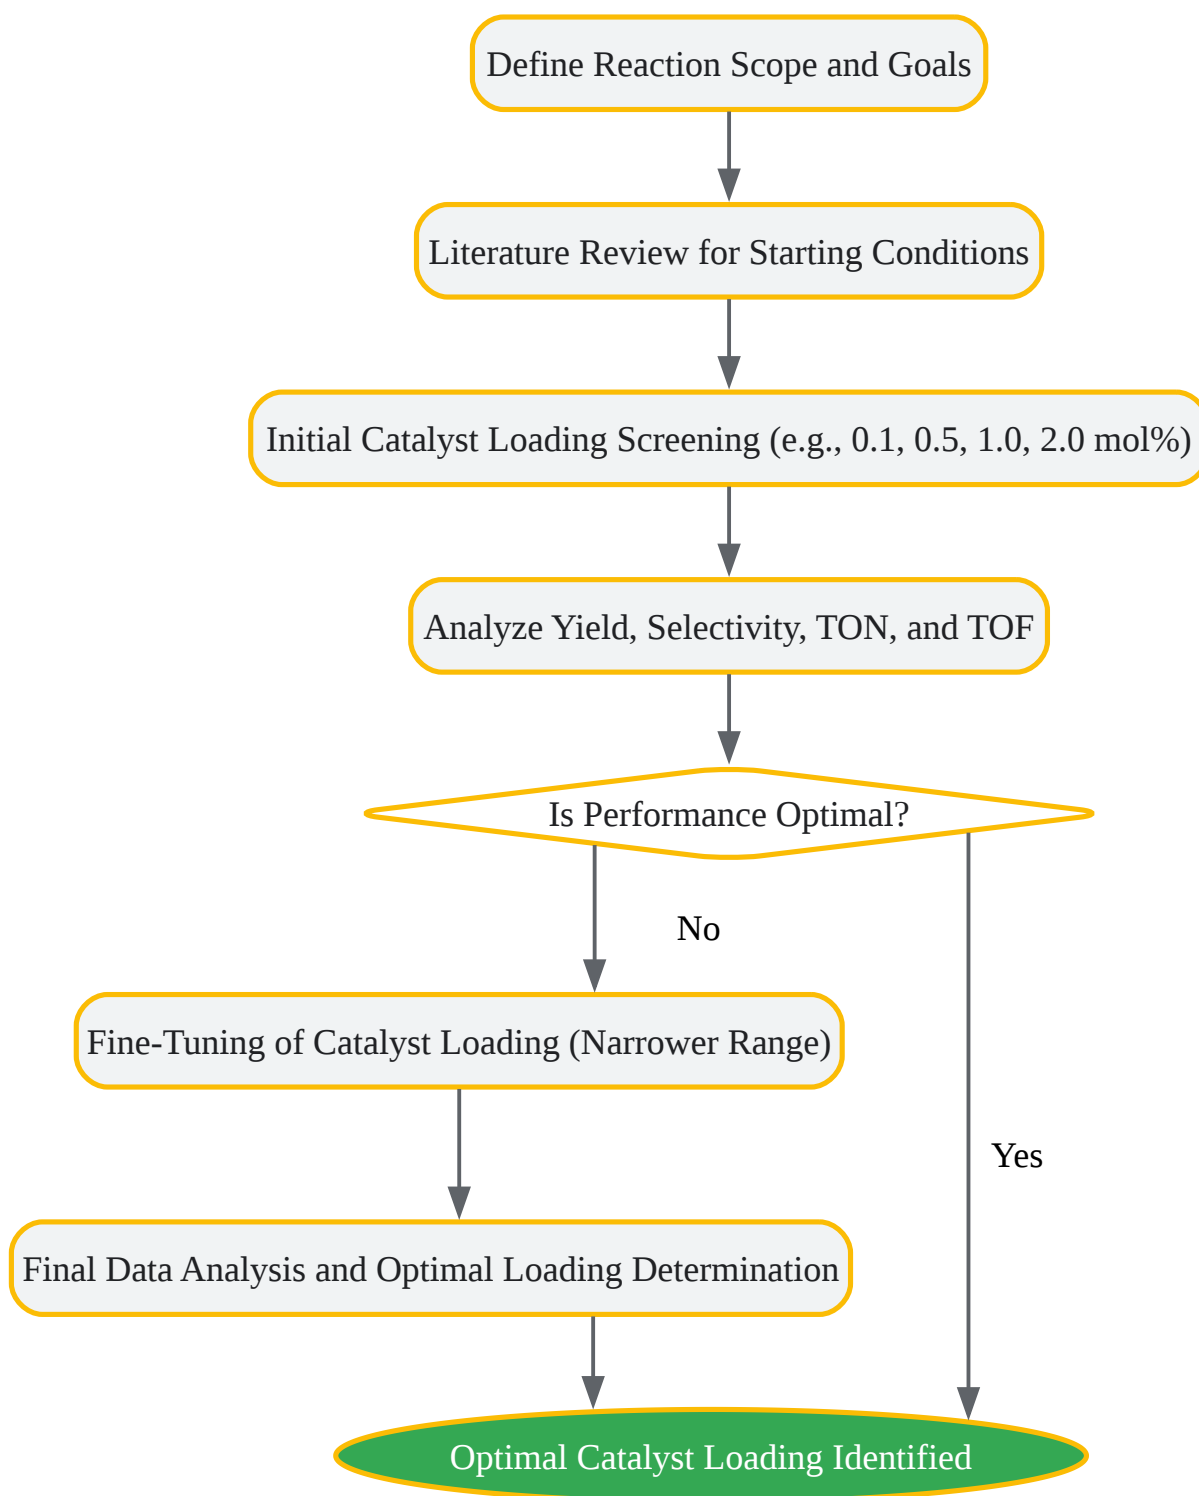 Define Reaction Scope and Goals
Literature Review for Starting Conditions
Initial Catalyst Loading Screening (e.g., 0.1, 0.5, 1.0, 2.0 mol%)
Analyze Yield, Selectivity, TON, and TOF
Is Performance Optimal?
No
Fine-Tuning of Catalyst Loading (Narrower Range)
Yes
Final Data Analysis and Optimal Loading Determination
Optimal Catalyst Loading Identified